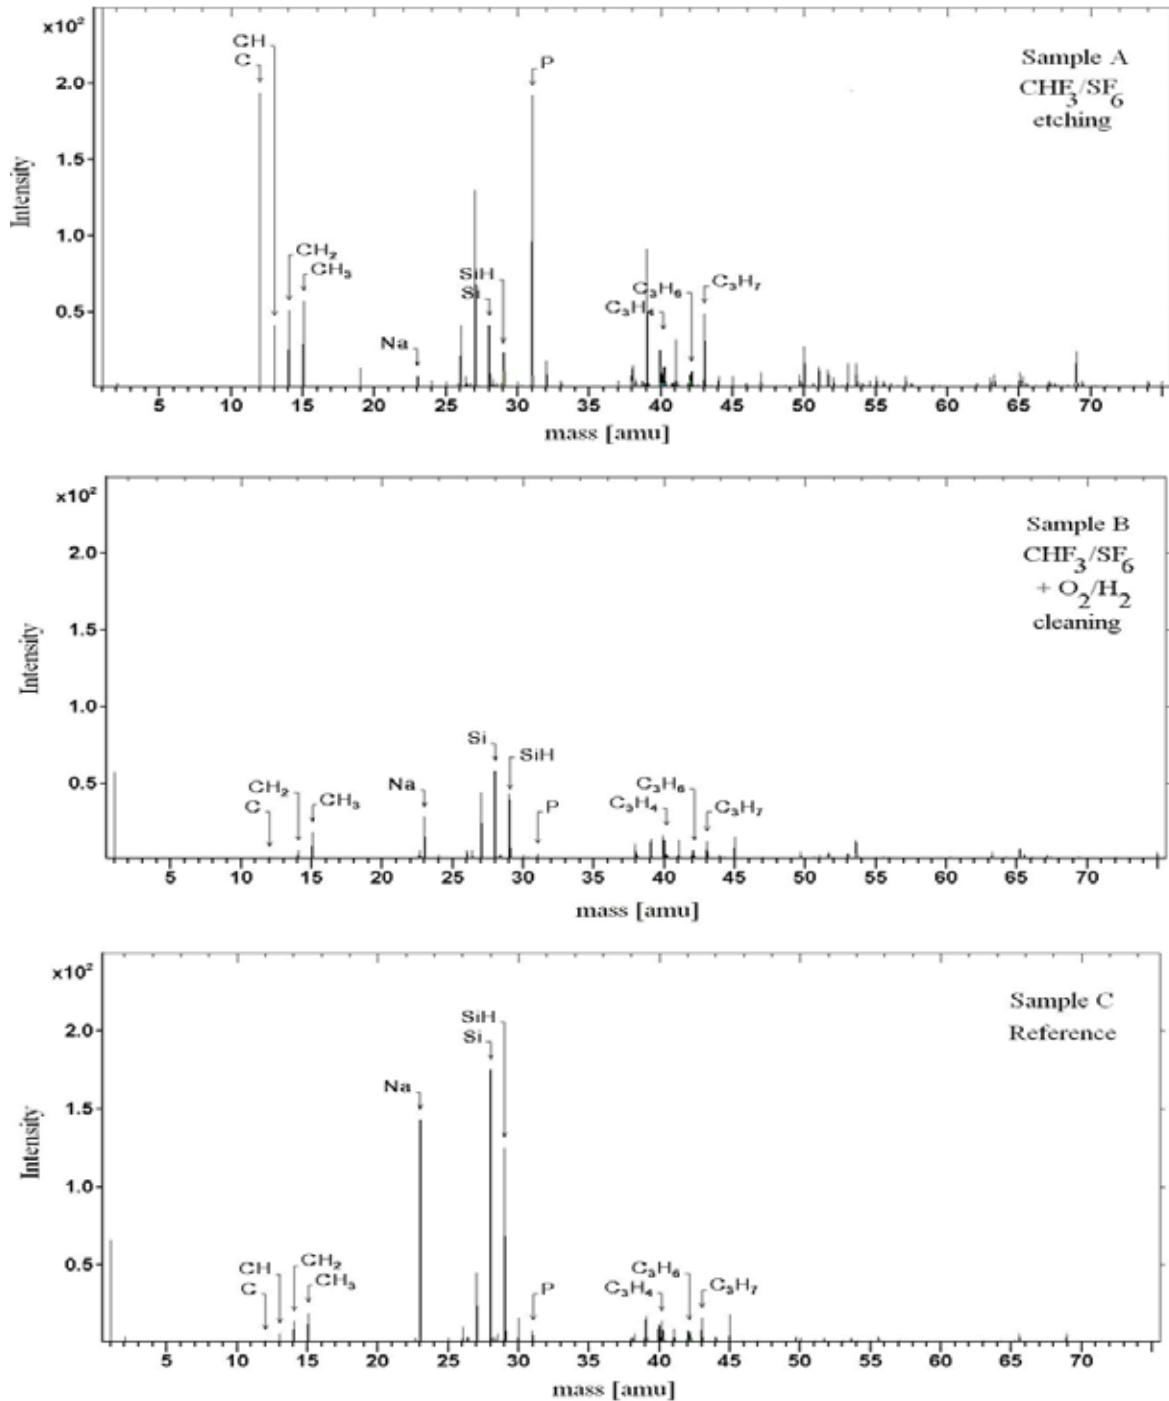 x10²
2.0
1.5
1.0
0.5
Intensity
CH
C
CH₂
CH₃
Na
SiH
Si
P
C₃H₆
C₃H₄
C₃H₇
Sample A
CHF₃/SF₆
etching
5 10 15 20 25 30 35 40 45 50 55 60 65 70
mass [amu]
x10²
2.0
1.5
1.0
0.5
Intensity
CH₂
C
CH₃
Na
Si
SiH
P
C₃H₆
C₃H₄
C₃H₇
Sample B
CHF₃/SF₆
+ O₂/H₂
cleaning
5 10 15 20 25 30 35 40 45 50 55 60 65 70
mass [amu]
x10²
2.0
1.5
1.0
0.5
Intensity
CH
C
CH₂
CH₃
Na
SiH
Si
P
C₃H₆
C₃H₄
C₃H₇
Sample C
Reference
5 10 15 20 25 30 35 40 45 50 55 60 65 70
mass [amu]